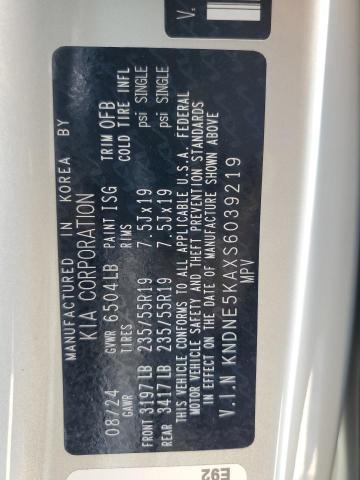 MANUFACTURED IN KOREA BY
KIA CORPORATION
08/24 GVWR 6504LB PAINT ISG TRIM OFB
GAWR TIRES RIMS COLD TIRE INFL
FRONT 3197LB 235/55R19 7.5Jx19 psi SINGLE
REAR 3417LB 235/55R19 7.5Jx19 psi SINGLE
THIS VEHICLE CONFORMS TO ALL APPLICABLE U.S.A. FEDERAL
MOTOR VEHICLE SAFETY AND THEFT PREVENTION STANDARDS
IN EFFECT ON THE DATE OF MANUFACTURE SHOWN ABOVE
V.I.N KNDNE5KAXS6039219
MPV
V:
E92